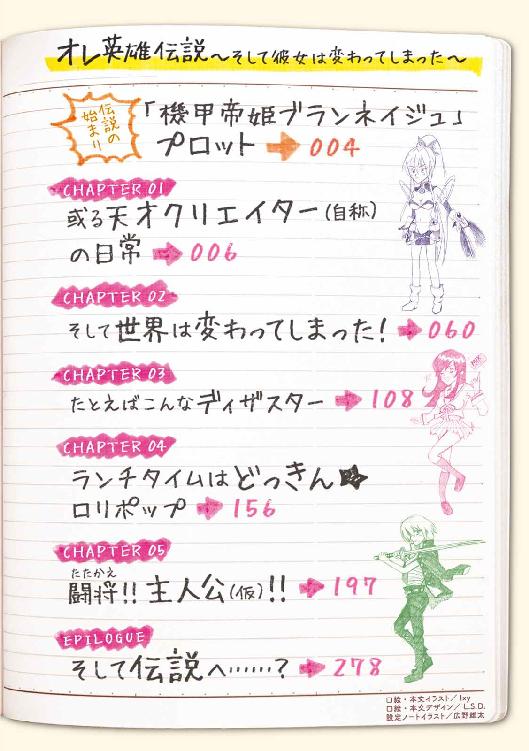 オレ英雄伝説～そして彼女は変わってしまった～
伝説の
始まり
「機甲帝姫ブランネイジュ」
プロット➡004
CHAPTER 01
或る天才クリエイター(自称)
の日常➡006
CHAPTER 02
そして世界は変わってしまった！➡060
CHAPTER 03
たとえばこんなディザスター➡108
CHAPTER 04
ランチタイムはどっきん★
ロリポップ➡156
CHAPTER 05
たたかえ
闘将!!主人公(仮)!!➡197
EPILOGUE
そして伝説へ……？➡278
口絵・本文イラスト／Ixy
口絵・本文デザイン／L.S.D.
設定ノートイラスト／広野雄太